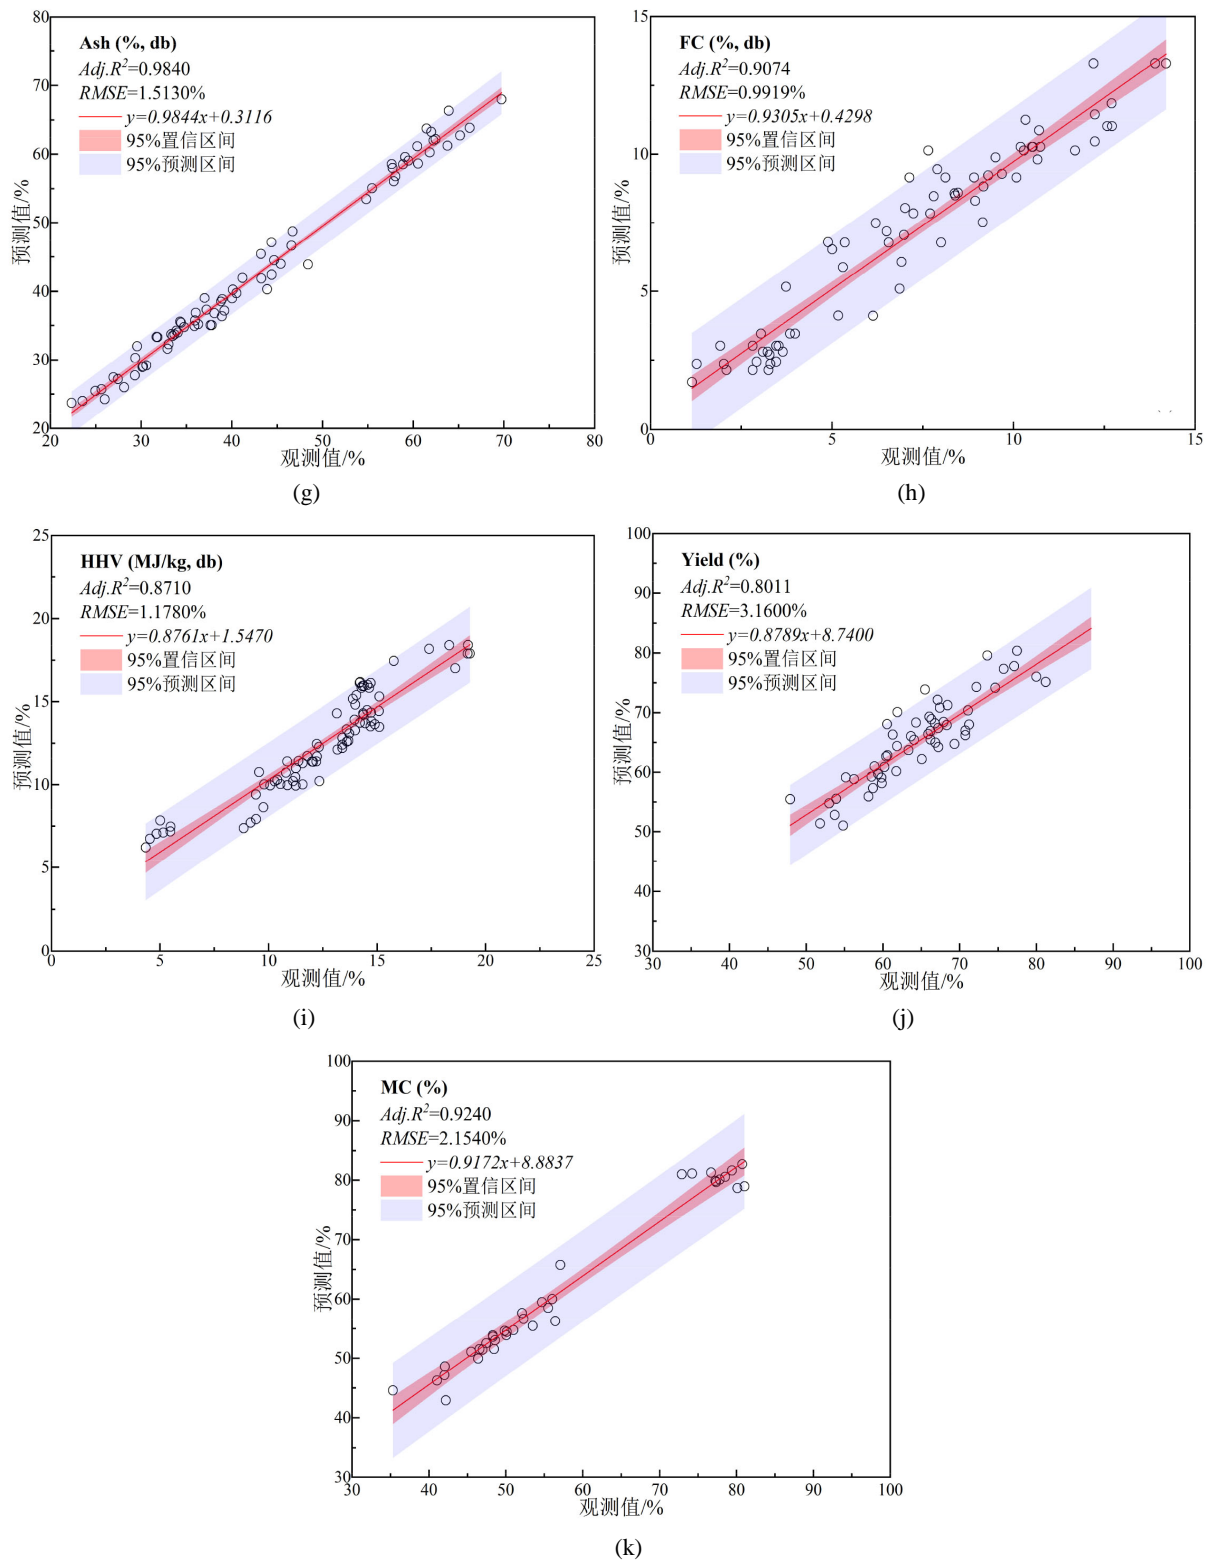 80
70
60
50
40
30
20
预测值/%
Ash (%, db)
Adj.R²=0.9840
RMSE=1.5130%
y=0.9844x+0.3116
95%置信区间
95%预测区间
20 30 40 50 60 70 80
观测值/%
(g)
15
10
5
0
预测值/%
FC (%, db)
Adj.R²=0.9074
RMSE=0.9919%
y=0.9305x+0.4298
95%置信区间
95%预测区间
0 5 10 15
观测值/%
(h)
25
20
15
10
5
0
预测值/%
HHV (MJ/kg, db)
Adj.R²=0.8710
RMSE=1.1780%
y=0.8761x+1.5470
95%置信区间
95%预测区间
0 5 10 15 20 25
观测值/%
(i)
100
90
80
70
60
50
40
30
预测值/%
Yield (%)
Adj.R²=0.8011
RMSE=3.1600%
y=0.8789x+8.7400
95%置信区间
95%预测区间
30 40 50 60 70 80 90 100
观测值/%
(j)
100
90
80
70
60
50
40
30
预测值/%
MC (%)
Adj.R²=0.9240
RMSE=2.1540%
y=0.9172x+8.8837
95%置信区间
95%预测区间
30 40 50 60 70 80 90 100
观测值/%
(k)